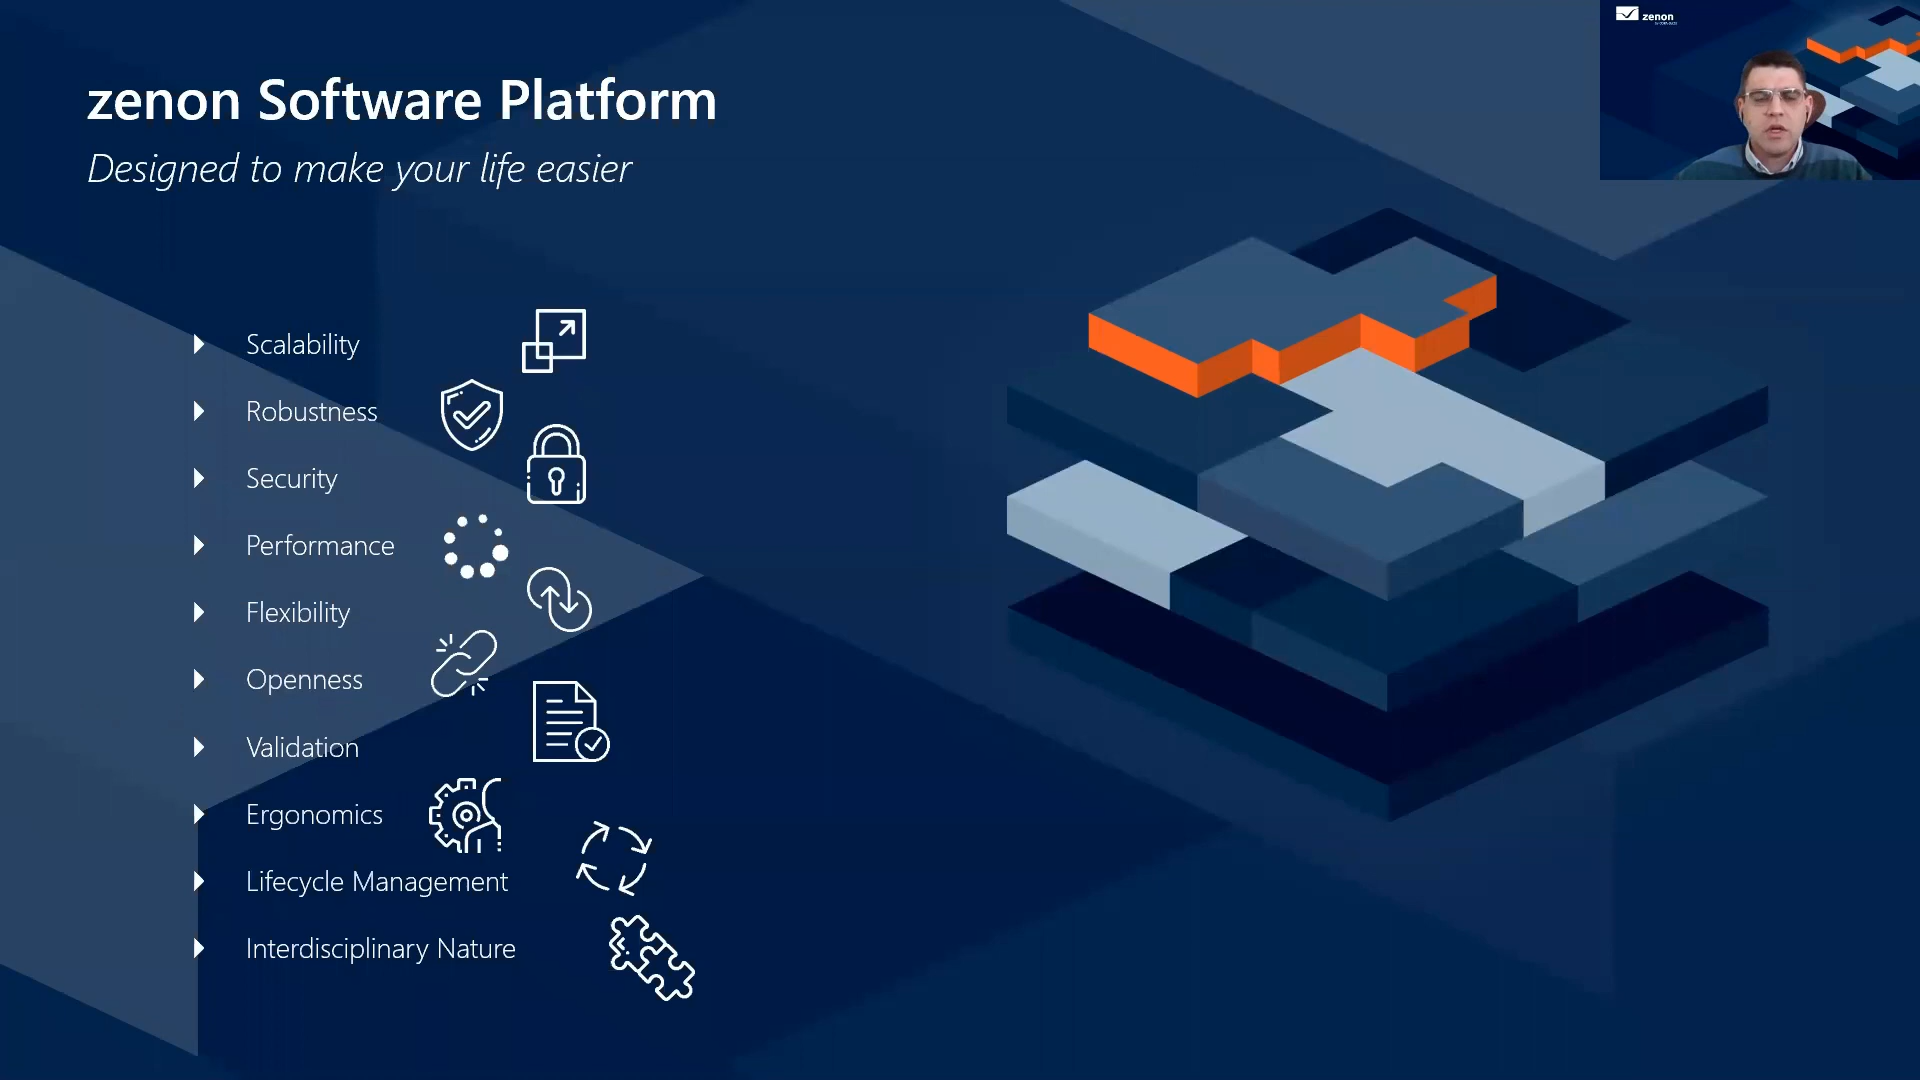 zenon Software Platform
Designed to make your life easier
zenon
Scalability
Robustness
Security
Performance
Flexibility
Openness
Validation
Ergonomics
Lifecycle Management
Interdisciplinary Nature